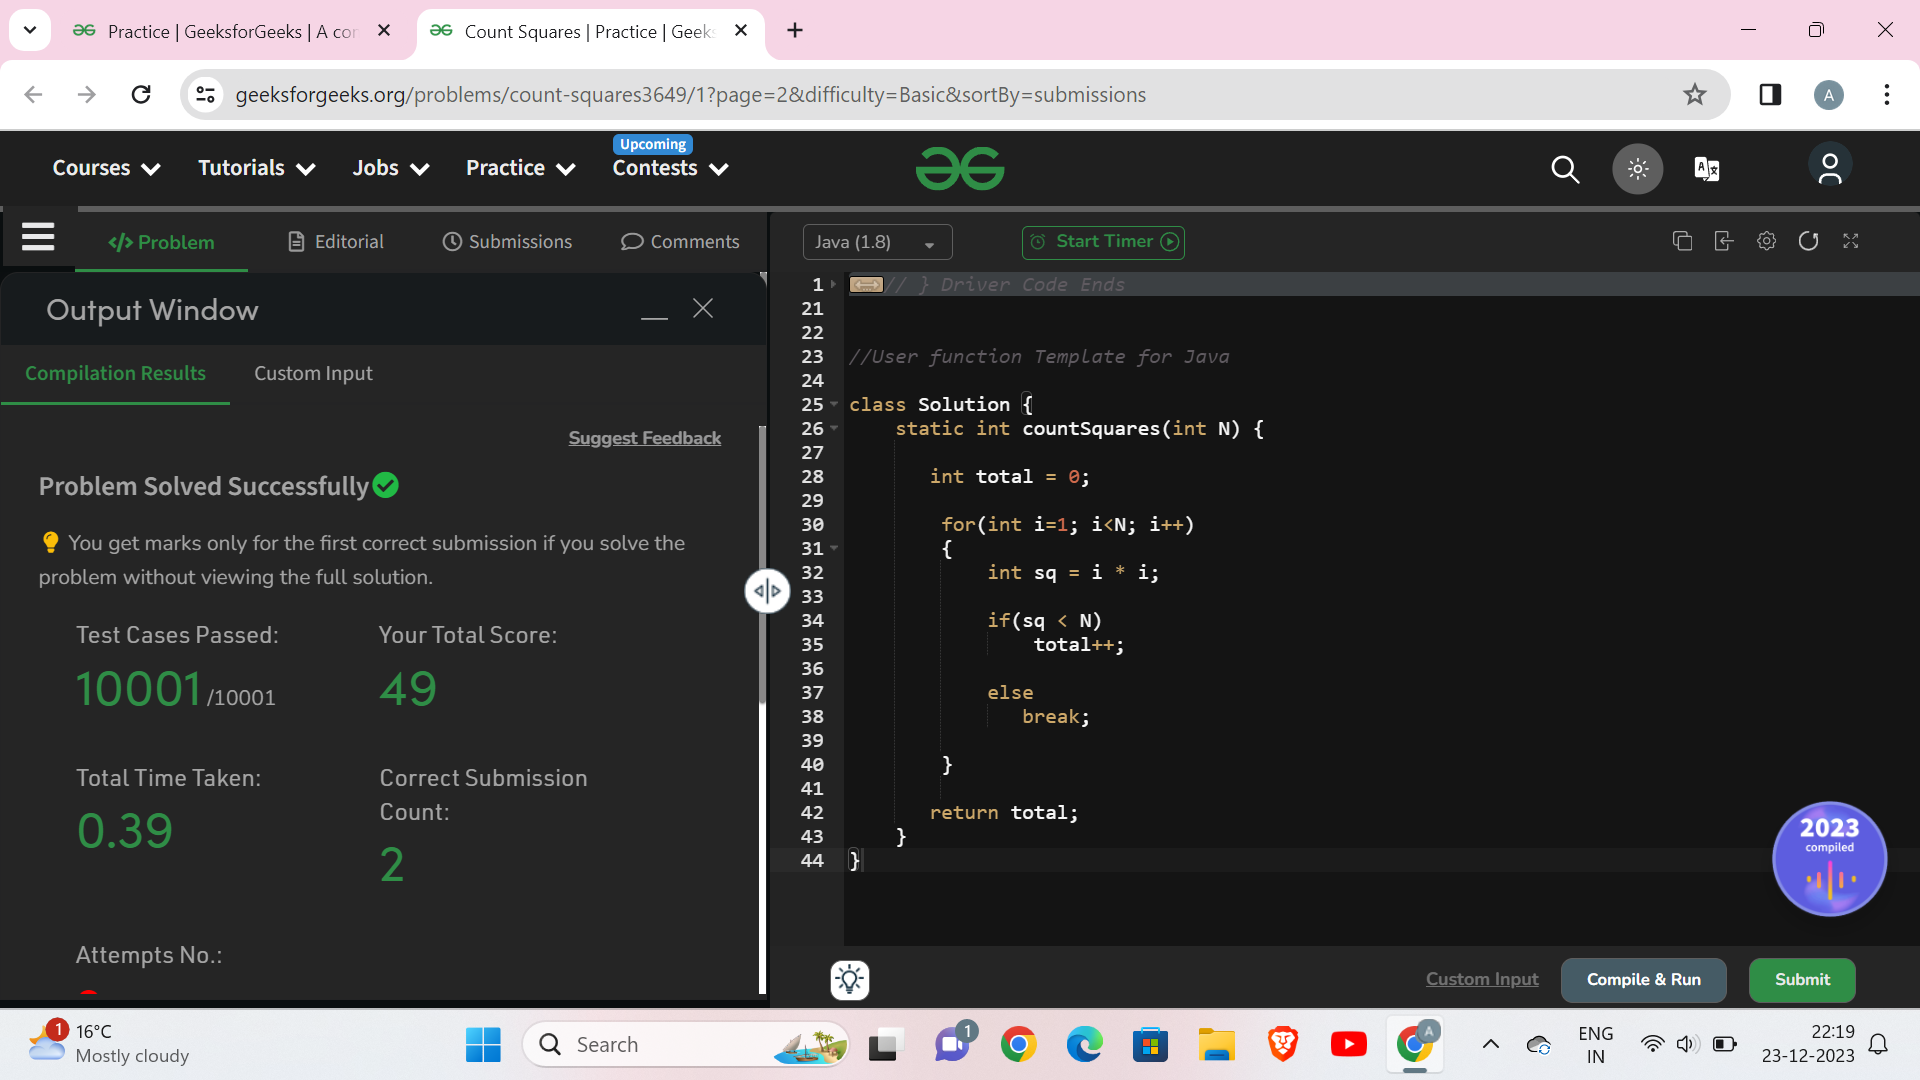 Practice | GeeksforGeeks | A cor
Count Squares | Practice | Geeks
geeksforgeeks.org/problems/count-squares3649/1?page=2&difficulty=Basic&sortBy=submissions
A
Courses
Tutorials
Jobs
Practice
Upcoming
Contests
</> Problem
Editorial
Submissions
Comments
Java (1.8)
Start Timer
Output Window
Compilation Results
Custom Input
Suggest Feedback
Problem Solved Successfully
You get marks only for the first correct submission if you solve the
problem without viewing the full solution.
Test Cases Passed:
10001 /10001
Your Total Score:
49
Total Time Taken:
0.39
Correct Submission
Count:
2
Attempts No.:
1 // } Driver Code Ends
21
22
23 //User function Template for Java
24
25 class Solution {
26 static int countSquares(int N) {
27
28 int total = 0;
29
30 for(int i=1; i<N; i++)
31 {
32 int sq = i * i;
33
34 if(sq < N)
35 total++;
36
37 else
38 break;
39
40 }
41
42 return total;
43 }
44 }
2023
compiled
Custom Input
Compile & Run
Submit
1
16°C
Mostly cloudy
Search
1
A
ENG
IN
22:19
23-12-2023